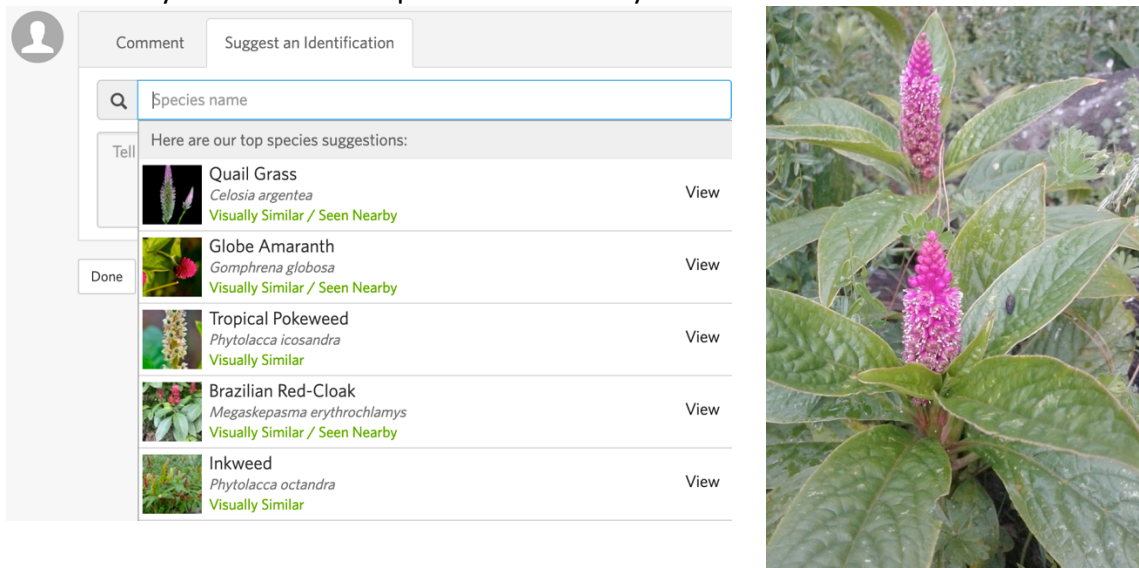 Comment
Suggest an Identification
Species name
Here are our top species suggestions:
Tell
Quail Grass
Celosia argentea
Visually Similar / Seen Nearby
View
Globe Amaranth
Gomphrena globosa
Visually Similar / Seen Nearby
View
Done
Tropical Pokeweed
Phytolacca icosandra
Visually Similar
View
Brazilian Red-Cloak
Megaskepasma erythrochlamys
Visually Similar / Seen Nearby
View
Inkweed
Phytolacca octandra
Visually Similar
View